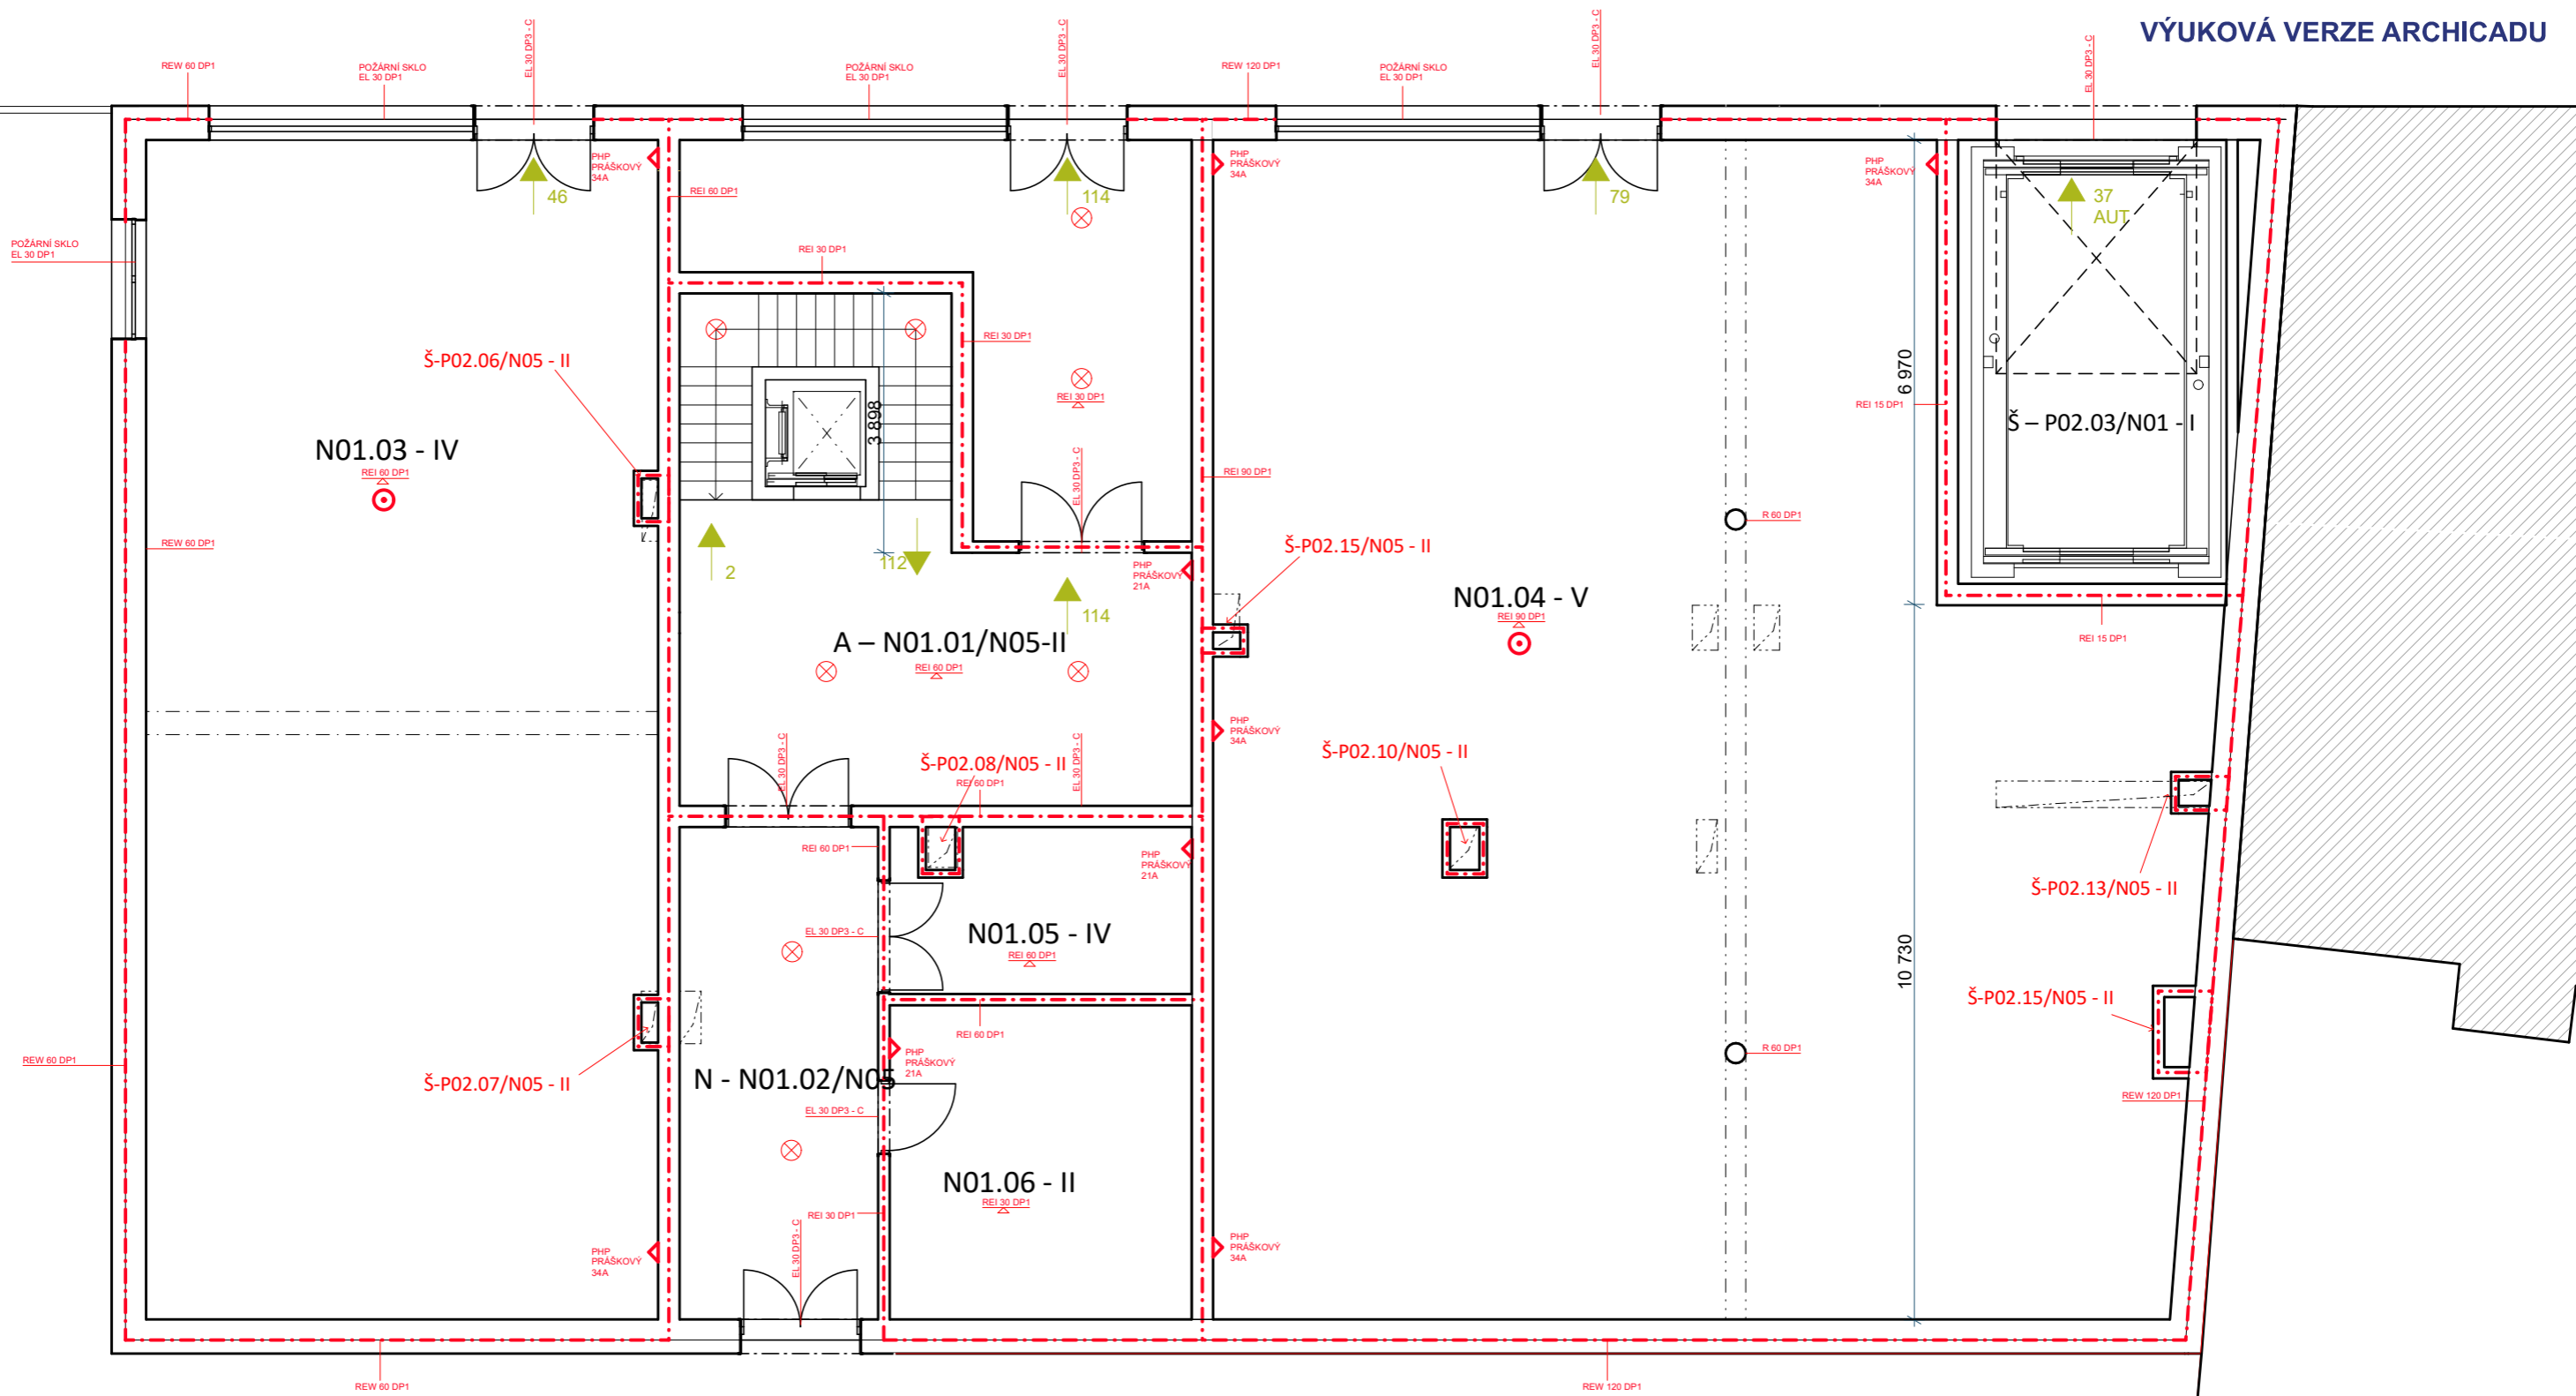 VÝUKOVÁ VERZE ARCHICADU
EL 30 DP3 - C
EL 30 DP3 - C
EL 30 DP3 - C
EL 30 DP3 - C
REW 60 DP1
POŽÁRNÍ SKLO
EL 30 DP1
POŽÁRNÍ SKLO
EL 30 DP1
REW 120 DP1
POŽÁRNÍ SKLO
EL 30 DP1
PHP
PRÁŠKOVÝ
34A
PHP
PRÁŠKOVÝ
34A
PHP
PRÁŠKOVÝ
34A
46
REI 60 DP1
114
79
37
AUT
POŽÁRNÍ SKLO
EL 30 DP1
REI 30 DP1
REI 30 DP1
Š-P02.06/N05 - II
6 970
REI 30 DP1
REI 15 DP1
3 898
Š – P02.03/N01 - I
N01.03 - IV
REI 60 DP1
EL 30 DP3 - C
REI 90 DP1
R 60 DP1
REW 60 DP1
Š-P02.15/N05 - II
112
2
PHP
PRÁŠKOVÝ
21A
N01.04 - V
REI 90 DP1
114
A – N01.01/N05-II
REI 60 DP1
REI 15 DP1
PHP
PRÁŠKOVÝ
34A
EL 30 DP3 - C
EL 30 DP3 - C
Š-P02.08/N05 - II
REI 60 DP1
Š-P02.10/N05 - II
REI 60 DP1
PHP
PRÁŠKOVÝ
21A
Š-P02.13/N05 - II
EL 30 DP3 - C
N01.05 - IV
REI 60 DP1
10 730
Š-P02.15/N05 - II
REI 60 DP1
R 60 DP1
REW 60 DP1
PHP
PRÁŠKOVÝ
21A
Š-P02.07/N05 - II
N - N01.02/N05
REW 120 DP1
EL 30 DP3 - C
N01.06 - II
REI 30 DP1
REI 30 DP1
EL 30 DP3 - C
PHP
PRÁŠKOVÝ
34A
PHP
PRÁŠKOVÝ
34A
REW 60 DP1
REW 120 DP1